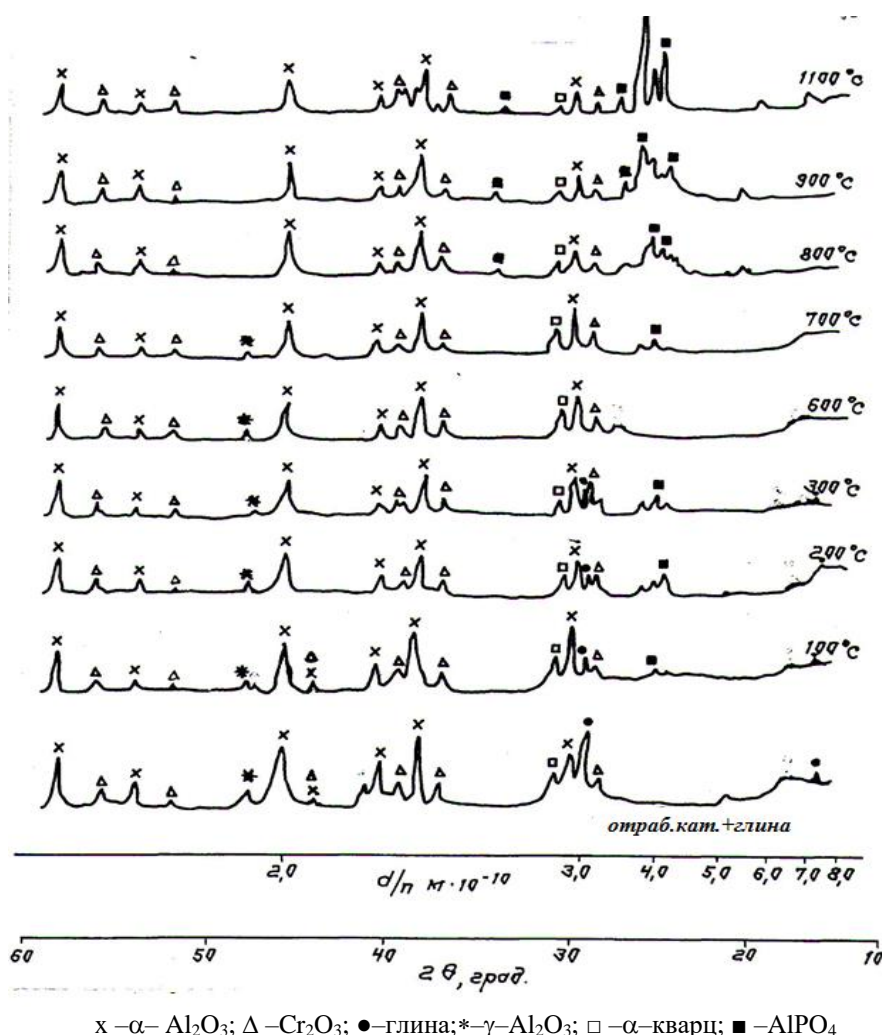 1100°C
900°C
800°C
700°C
600°C
300°C
200°C
100°C
отраб.кат.+глина
2,0 3,0 4,0 5,0 6,0 7,0 8,0
d/n м·10⁻¹⁰
60 50 40 30 20 10
2θ, град.
x –α– Al₂O₃; Δ –Cr₂O₃; ●–глина;*–γ–Al₂O₃; □ –α–кварц; ■ –AlPO₄